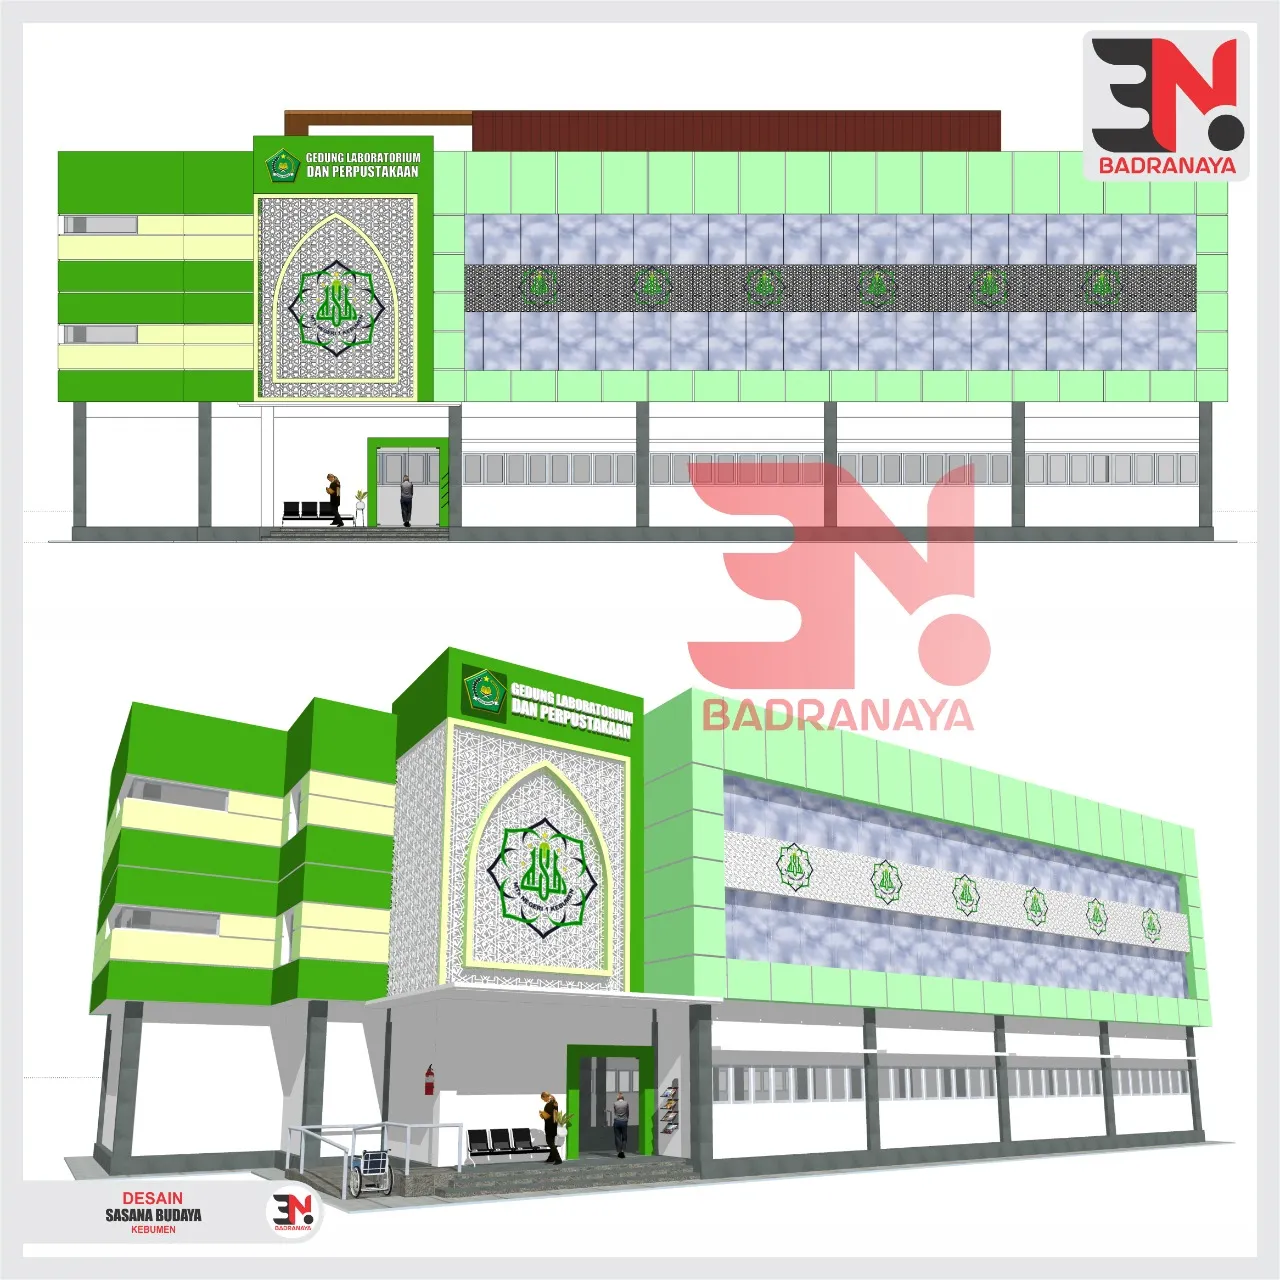 BADRANAYA
GEDUNG LABORATORIUM
DAN PERPUSTAKAAN
BADRANAYA
GEDUNG LABORATORIUM
DAN PERPUSTAKAAN
DESAIN
SASANA BUDAYA
KEBUMEN
BADRANAYA